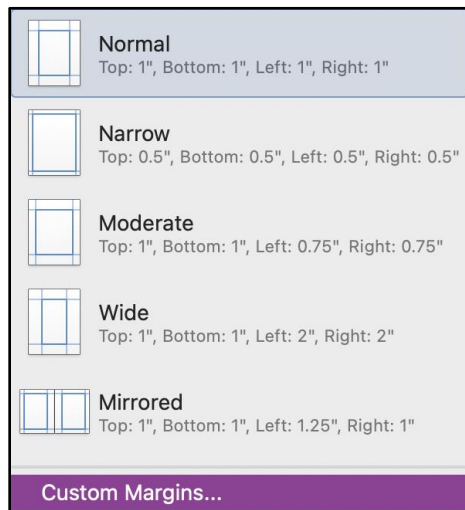 Normal
Top: 1", Bottom: 1", Left: 1", Right: 1"
Narrow
Top: 0.5", Bottom: 0.5", Left: 0.5", Right: 0.5"
Moderate
Top: 1", Bottom: 1", Left: 0.75", Right: 0.75"
Wide
Top: 1", Bottom: 1", Left: 2", Right: 2"
Mirrored
Top: 1", Bottom: 1", Left: 1.25", Right: 1"
Custom Margins...